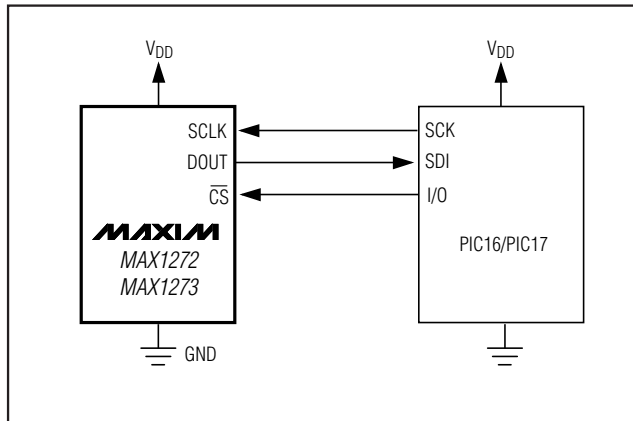 VDD VDD
SCLK SCK
DOUT SDI
CS I/O
MAXIM
MAX1272
MAX1273
PIC16/PIC17
GND